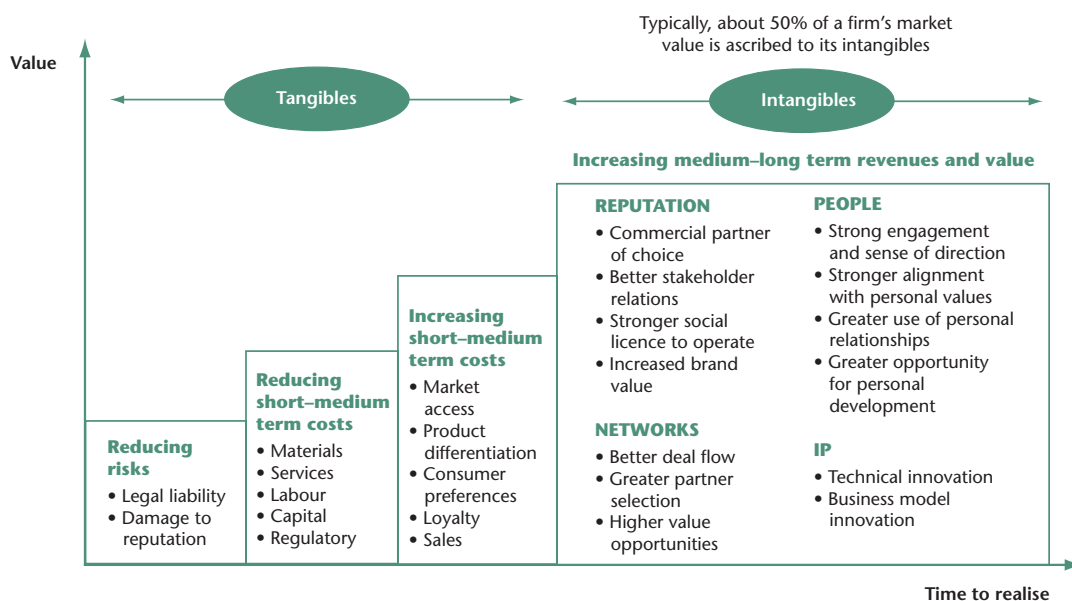 Typically, about 50% of a firm’s market
value is ascribed to its intangibles
Value
Tangibles
Intangibles
Increasing medium–long term revenues and value
Reducing
risks
• Legal liability
• Damage to
reputation
Reducing
short–medium
term costs
• Materials
• Services
• Labour
• Capital
• Regulatory
Increasing
short–medium
term costs
• Market
access
• Product
differentiation
• Consumer
preferences
• Loyalty
• Sales
REPUTATION
• Commercial partner
of choice
• Better stakeholder
relations
• Stronger social
licence to operate
• Increased brand
value
NETWORKS
• Better deal flow
• Greater partner
selection
• Higher value
opportunities
PEOPLE
• Strong engagement
and sense of direction
• Stronger alignment
with personal values
• Greater use of personal
relationships
• Greater opportunity
for personal
development
IP
• Technical innovation
• Business model
innovation
Time to realise